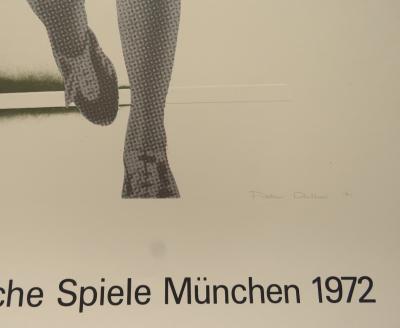 che Spiele München 1972